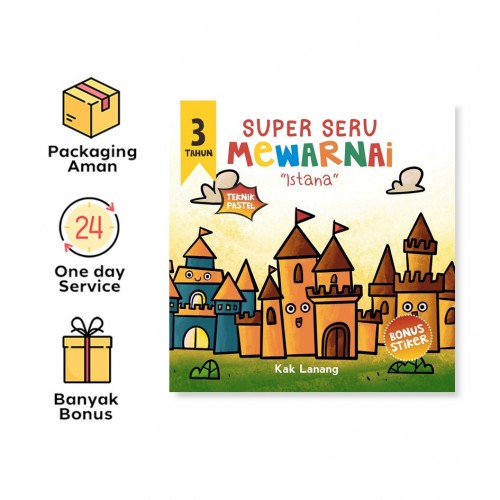 Packaging
Aman
24
One day
Service
Banyak
Bonus
3
TAHUN
SUPER SERU
MEWARNAi
"Istana"
TEKNIK
PASTEL
BONUS
STIKER
Kak Lanang